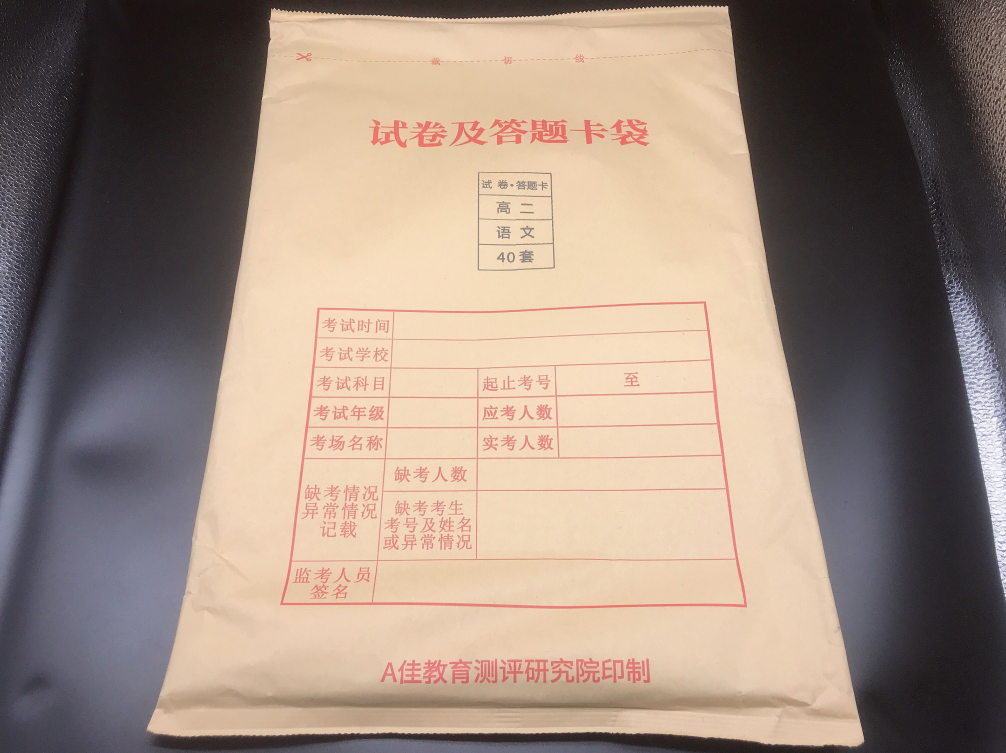 裁 切 线
试卷及答题卡袋
试 卷·答题卡
高 二
语 文
40套
考试时间
考试学校
考试科目 起止考号 至
考试年级 应考人数
考场名称 实考人数
缺考情况
异常情况
记载
缺考人数
缺考考生
考号及姓名
或异常情况
监考人员
签名
A佳教育测评研究院印制